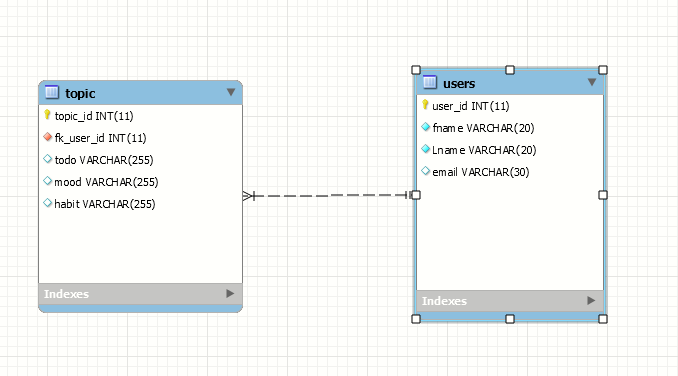 topic
topic_id INT(11)
fk_user_id INT(11)
todo VARCHAR(255)
mood VARCHAR(255)
habit VARCHAR(255)
Indexes
users
user_id INT(11)
fname VARCHAR(20)
Lname VARCHAR(20)
email VARCHAR(30)
Indexes